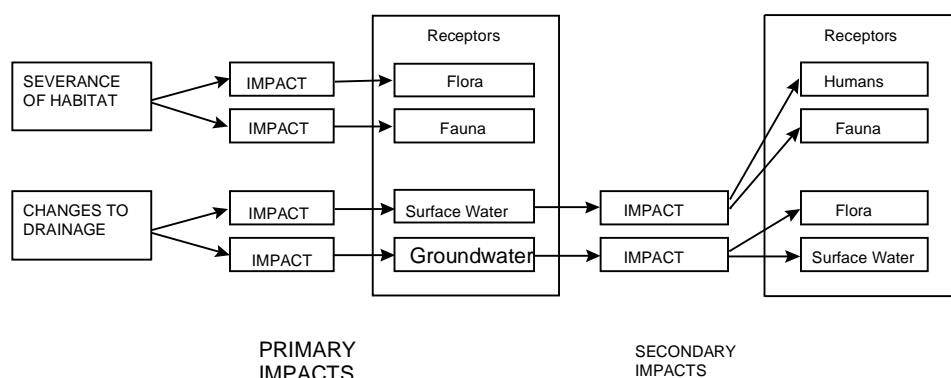 Receptors
Receptors
SEVERANCE
OF HABITAT
IMPACT
Flora
Humans
IMPACT
Fauna
Fauna
CHANGES TO
DRAINAGE
IMPACT
Surface Water
IMPACT
Flora
IMPACT
Groundwater
IMPACT
Surface Water
PRIMARY
IMPACTS
SECONDARY
IMPACTS